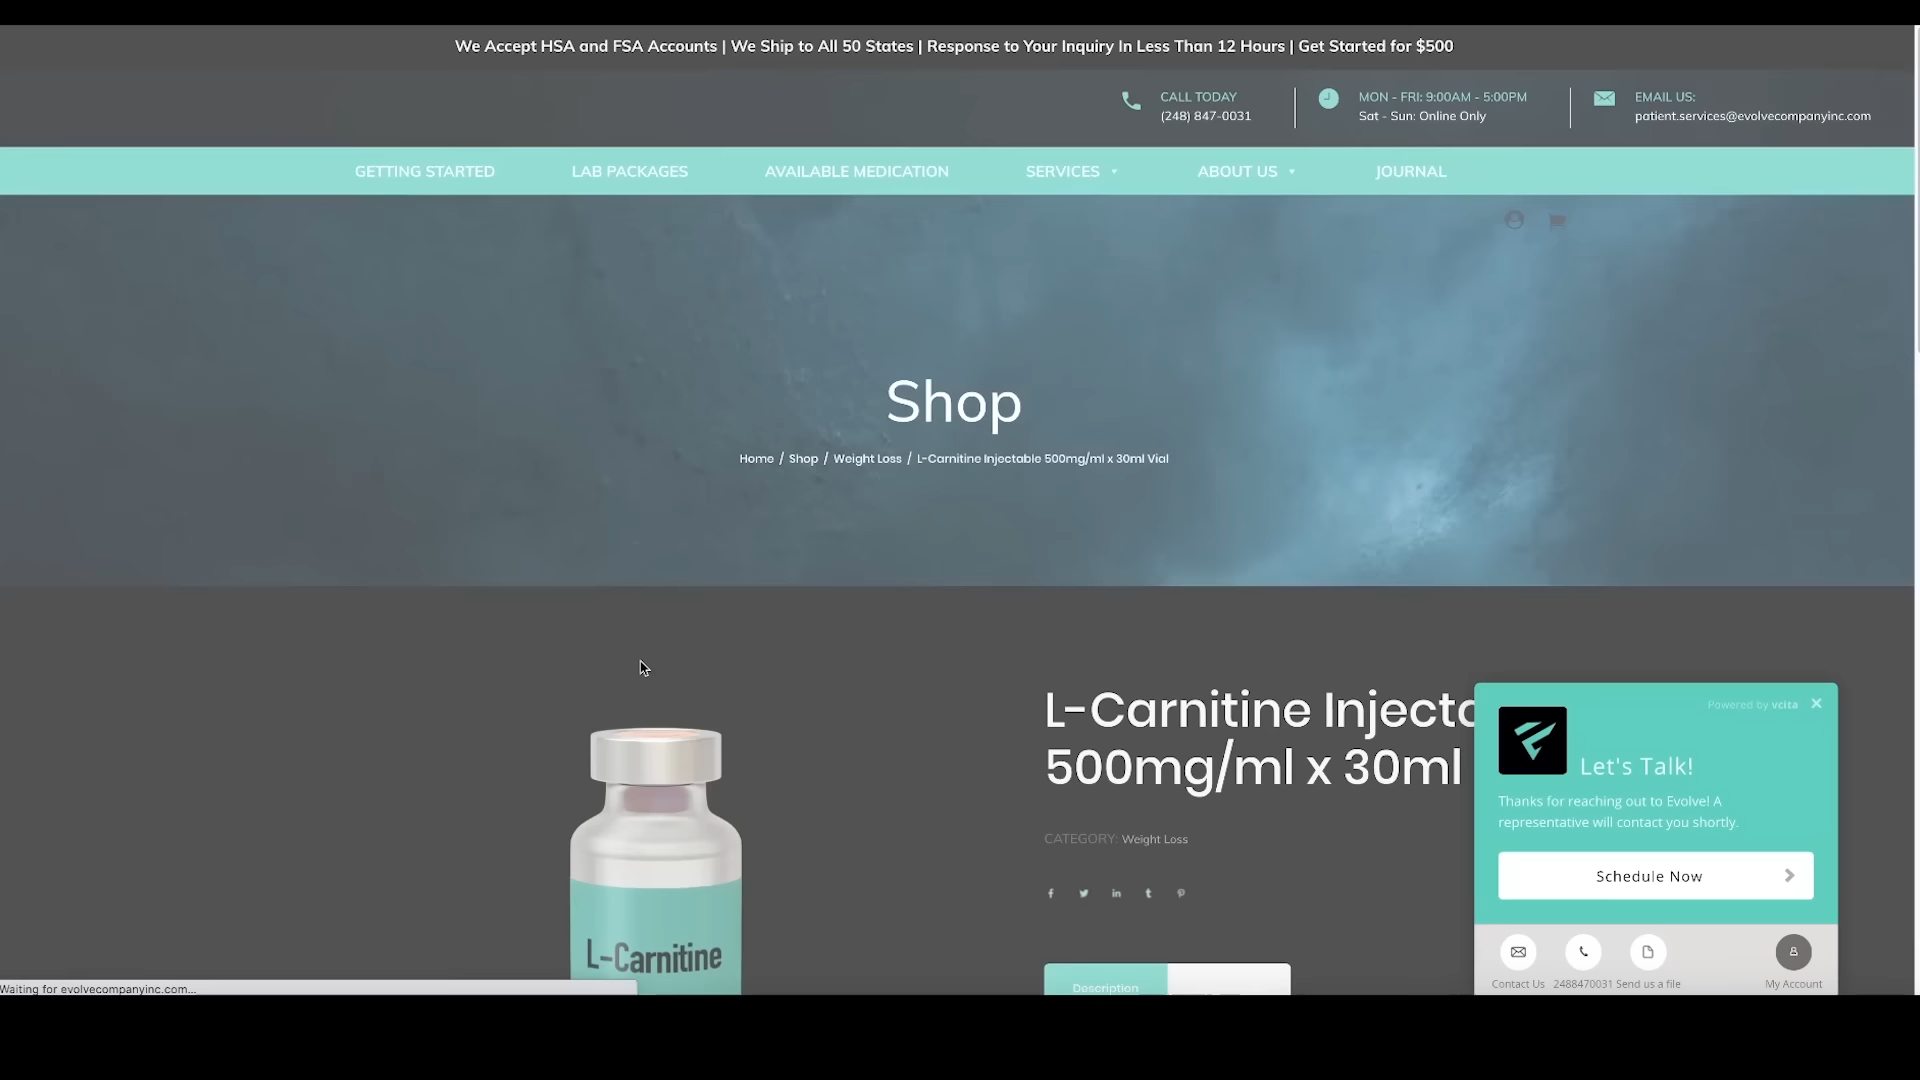 We Accept HSA and FSA Accounts | We Ship to All 50 States | Response to Your Inquiry In Less Than 12 Hours | Get Started for $500
CALL TODAY
(248) 847-0031
MON - FRI: 9:00AM - 5:00PM
Sat - Sun: Online Only
EMAIL US:
patient.services@evolvecompanyinc.com
GETTING STARTED
LAB PACKAGES
AVAILABLE MEDICATION
SERVICES
ABOUT US
JOURNAL
Shop
Home / Shop / Weight Loss / L-Carnitine Injectable 500mg/ml x 30ml Vial
L-Carnitine
L-Carnitine Injecta
500mg/ml x 30ml
CATEGORY: Weight Loss
Description
Powered by vcita
Let's Talk!
Thanks for reaching out to Evolve! A
representative will contact you shortly.
Schedule Now
Contact Us
2488470031
Send us a file
My Account
Waiting for evolvecompanyinc.com...